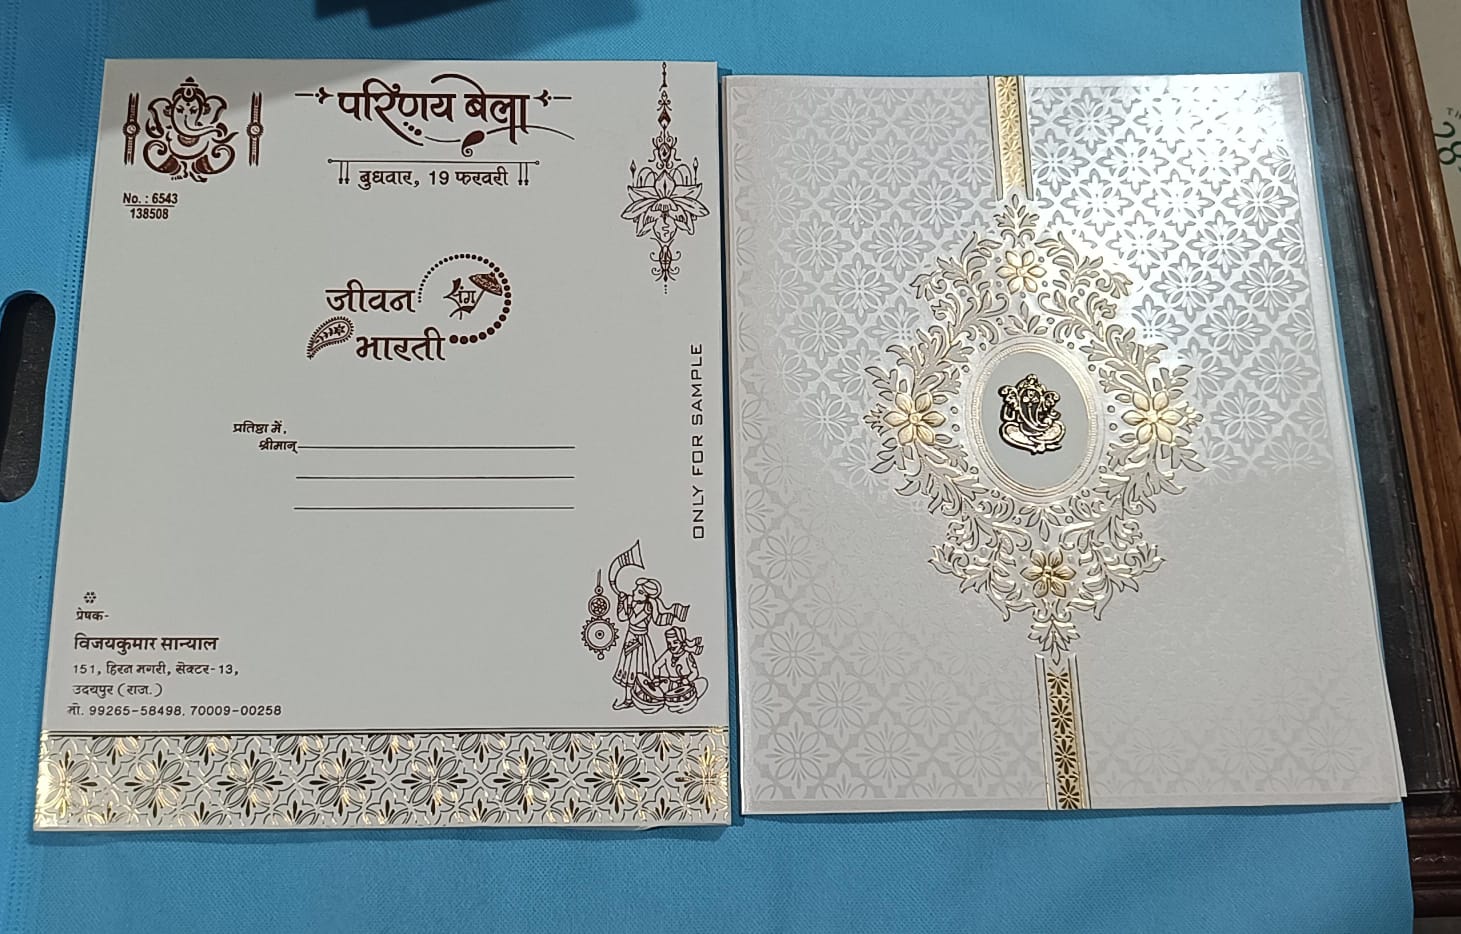 परिणय बेला
बुधवार, 19 फरवरी
No. : 6543
138508
जीवन
संग
भारती
ONLY FOR SAMPLE
प्रतिष्ठा में,
श्रीमान्
प्रेषक-
विजयकुमार सान्याल
151, हिरन मगरी, सेक्टर-13,
उदयपुर (राज.)
मो. 99265-58498, 70009-00258